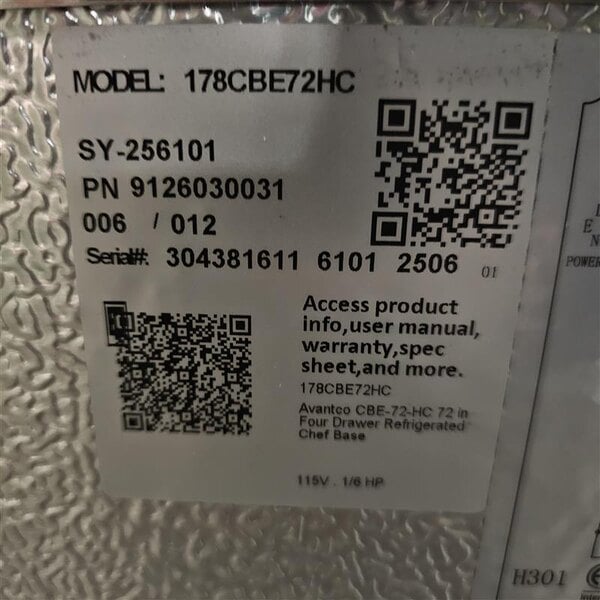 MODEL: 178CBE72HC
SY-256101
PN 9126030031
006 / 012
Serial#: 304381611 6101 2506 01
Access product
info,user manual,
warranty,spec
sheet,and more.
178CBE72HC
Avantco CBE-72-HC 72 in
Four Drawer Refrigerated
Chef Base
115V . 1/6 HP
E
N
POWER
H301